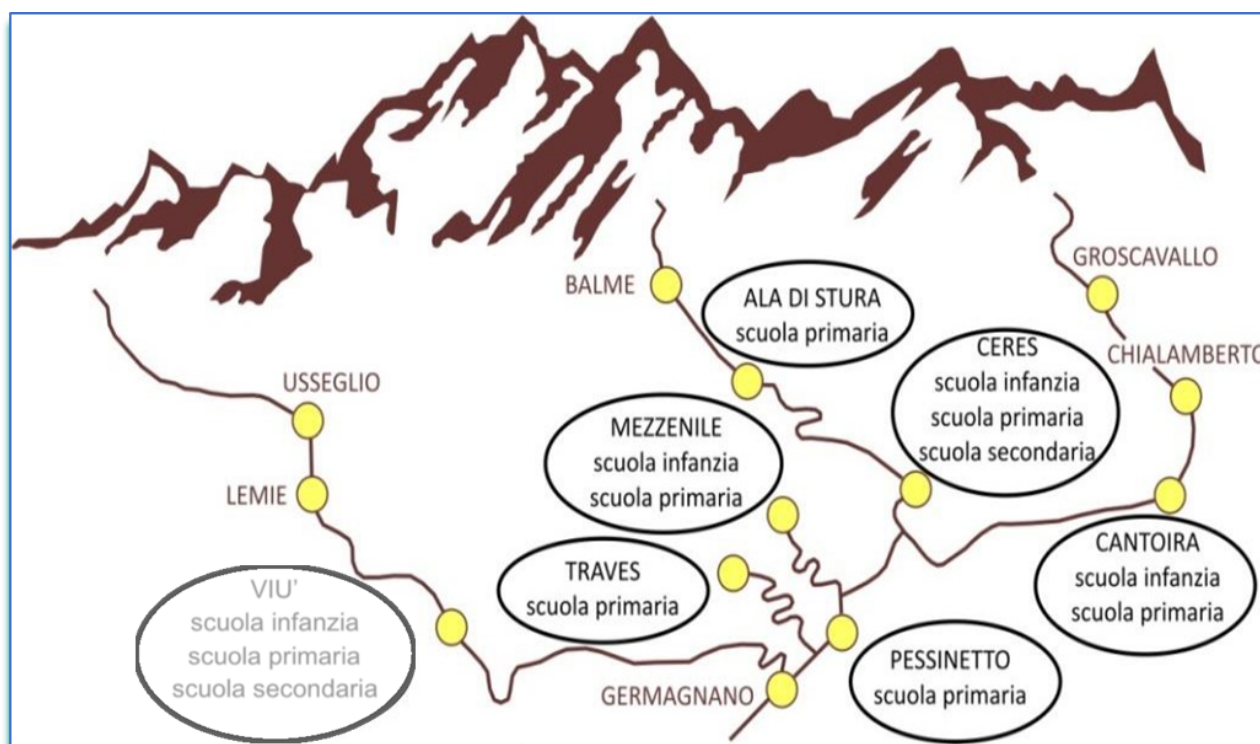 GROSCAVALLO
BALME
ALA DI STURA
scuola primaria
CERES
scuola infanzia
scuola primaria
scuola secondaria
CHIALAMBERTO
USSEGLIO
MEZZENILE
scuola infanzia
scuola primaria
LEMIE
CANTOIRA
scuola infanzia
scuola primaria
TRAVES
scuola primaria
VIU'
scuola infanzia
scuola primaria
scuola secondaria
PESSINETTO
scuola primaria
GERMAGNANO